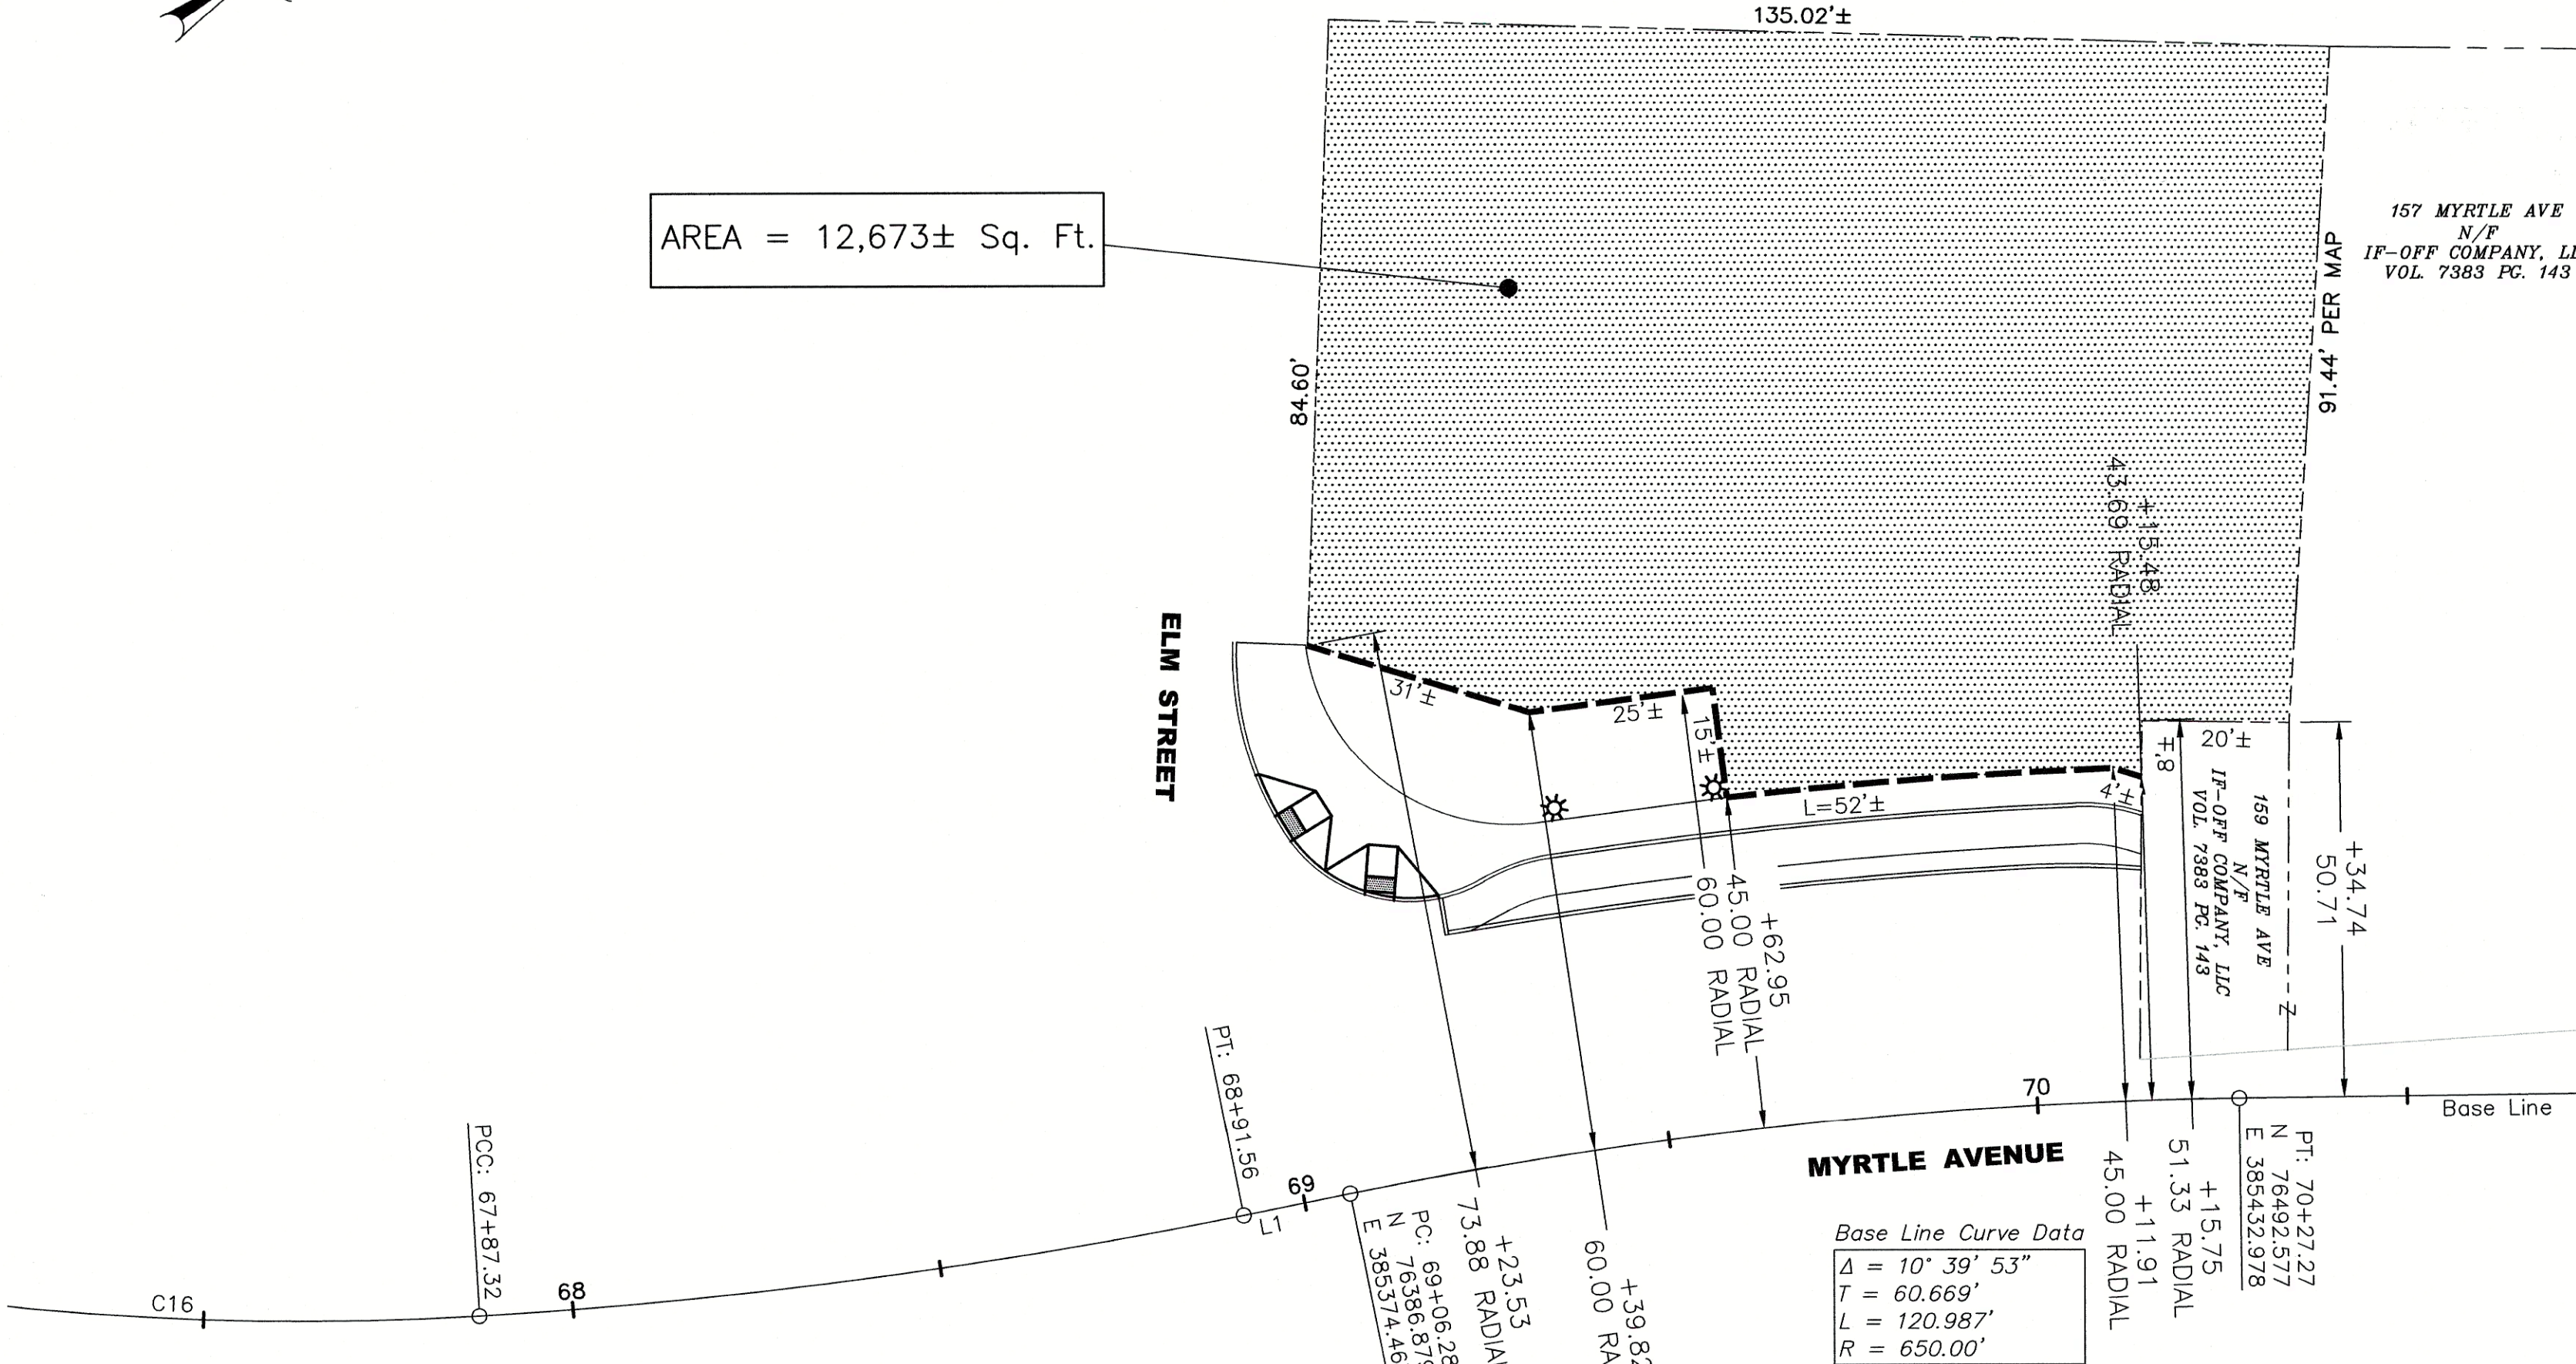 135.02'±
AREA = 12,673± Sq. Ft.
157 MYRTLE AVE
N/F
IF-OFF COMPANY,
VOL. 7383 PG. 143
84.60'
91.44' PER MAP
+15.48
43.69 RADIAL
ELM STREET
31'±
25'±
15'±
L=52'±
4'±
8'±
20'±
159 MYRTLE AVE
N/F
IF-OFF COMPANY, LLC
VOL. 7383 PG. 143
+34.74
50.71
+62.95
45.00 RADIAL
60.00 RADIAL
PT: 68+91.56
PCC: 67+87.32
C16
68
69
L1
70
Base Line
MYRTLE AVENUE
PC: 69+06.28
N 76386.879
E
+23.53
73.88
+39.82
60.00
+11.91
45.00 RADIAL
+15.75
51.33 RADIAL
PT: 70+27.27
N 76492.577
E 385432.978
Base Line Curve Data
Δ = 10° 39' 53"
T = 60.669'
L = 120.987'
R = 650.00'